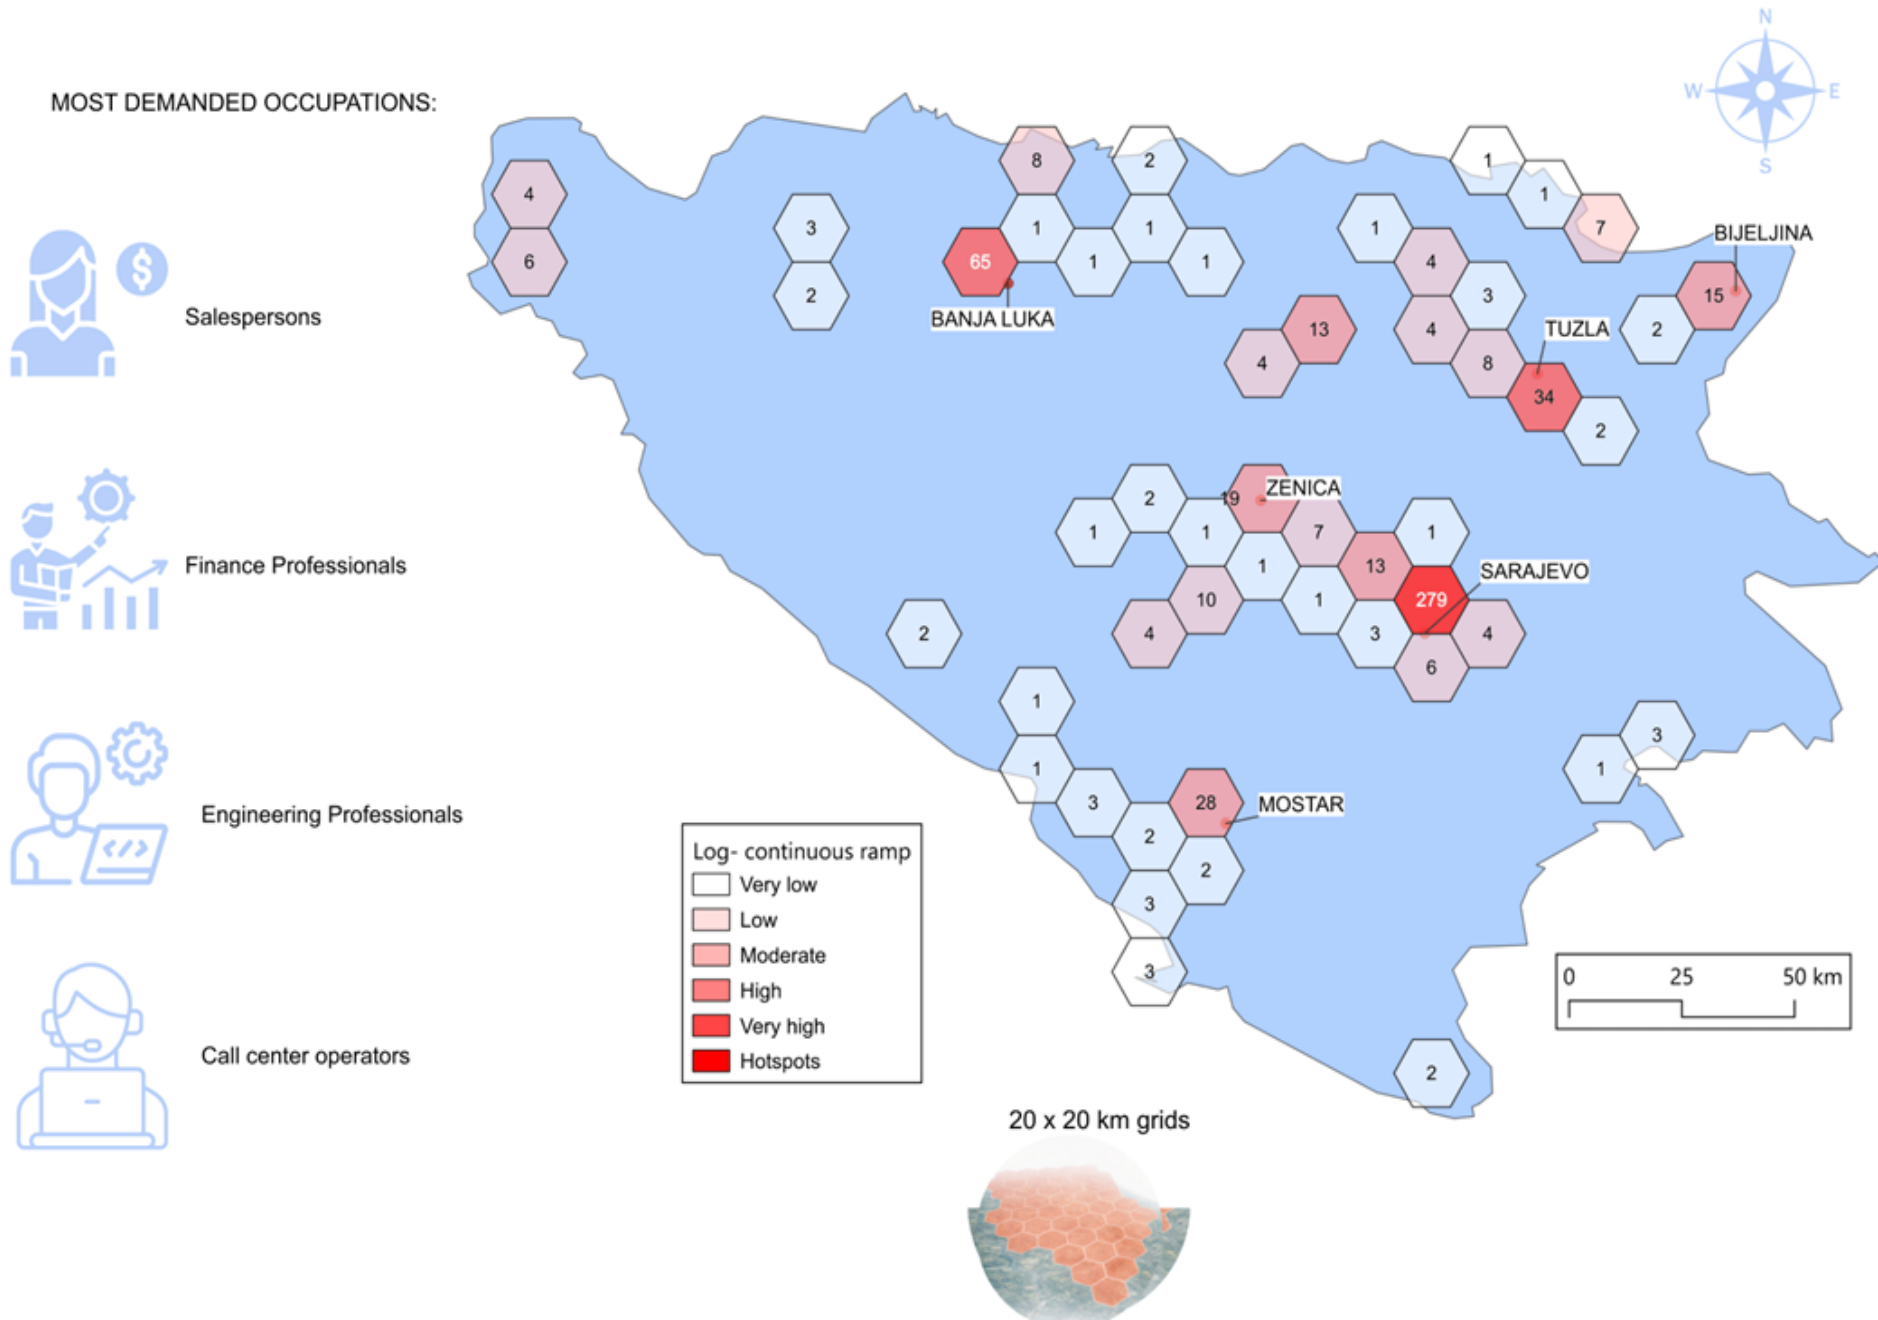 N
W
E
S
MOST DEMANDED OCCUPATIONS:
Salespersons
Finance Professionals
Engineering Professionals
Call center operators
8
2
1
4
1
3
1
1
1
7
BIJELJINA
6
65
1
1
4
2
3
15
BANJA LUKA
13
4
2
TUZLA
4
8
34
2
2
19
ZENICA
1
1
7
1
1
13
SARAJEVO
10
1
279
2
4
3
4
6
1
3
1
1
3
28
MOSTAR
2
2
3
3
2
Log- continuous ramp
Very low
Low
Moderate
High
Very high
Hotspots
0 25 50 km
20 x 20 km grids